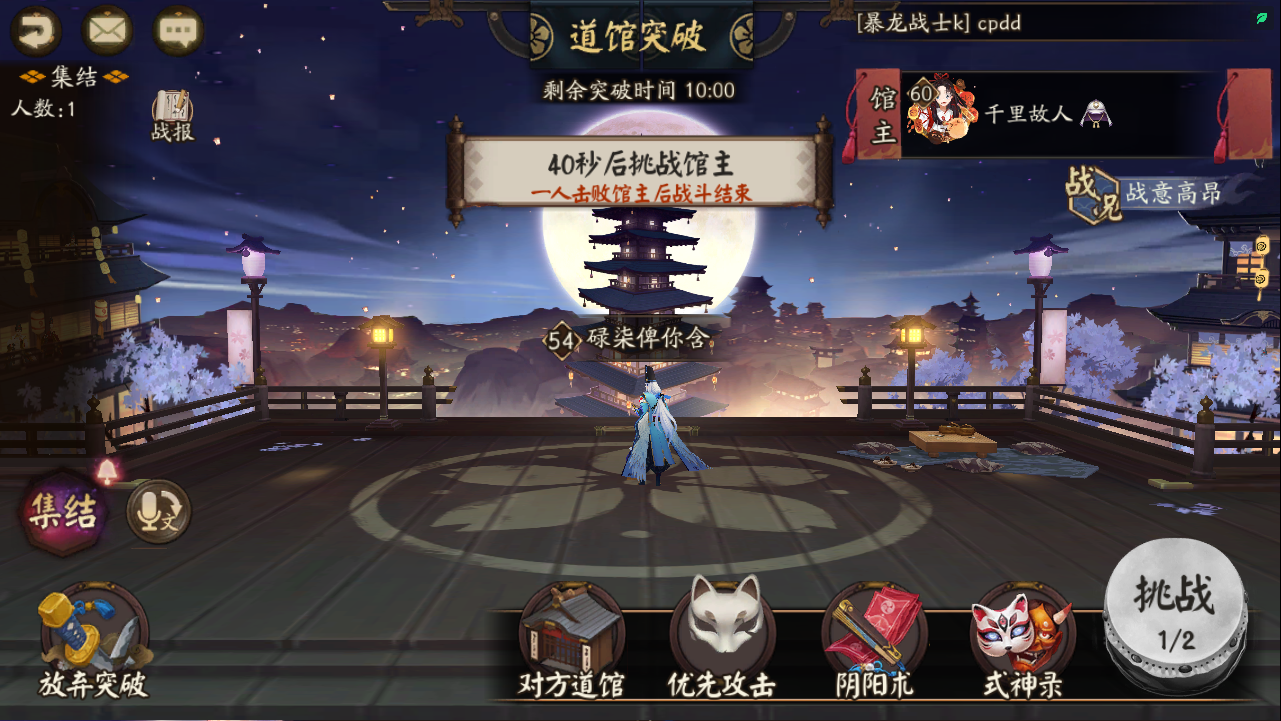 道馆突破
[暴龙战士k] cpdd
集结
人数:1
剩余突破时间 10:00
战报
馆主
60
千里故人
40秒后挑战馆主
一人击败馆主后战斗结束
战况
战意高昂
54 碌柒俾你含
集结
文
挑战
1/2
放弃突破
对方道馆
优先攻击
阴阳术
式神录